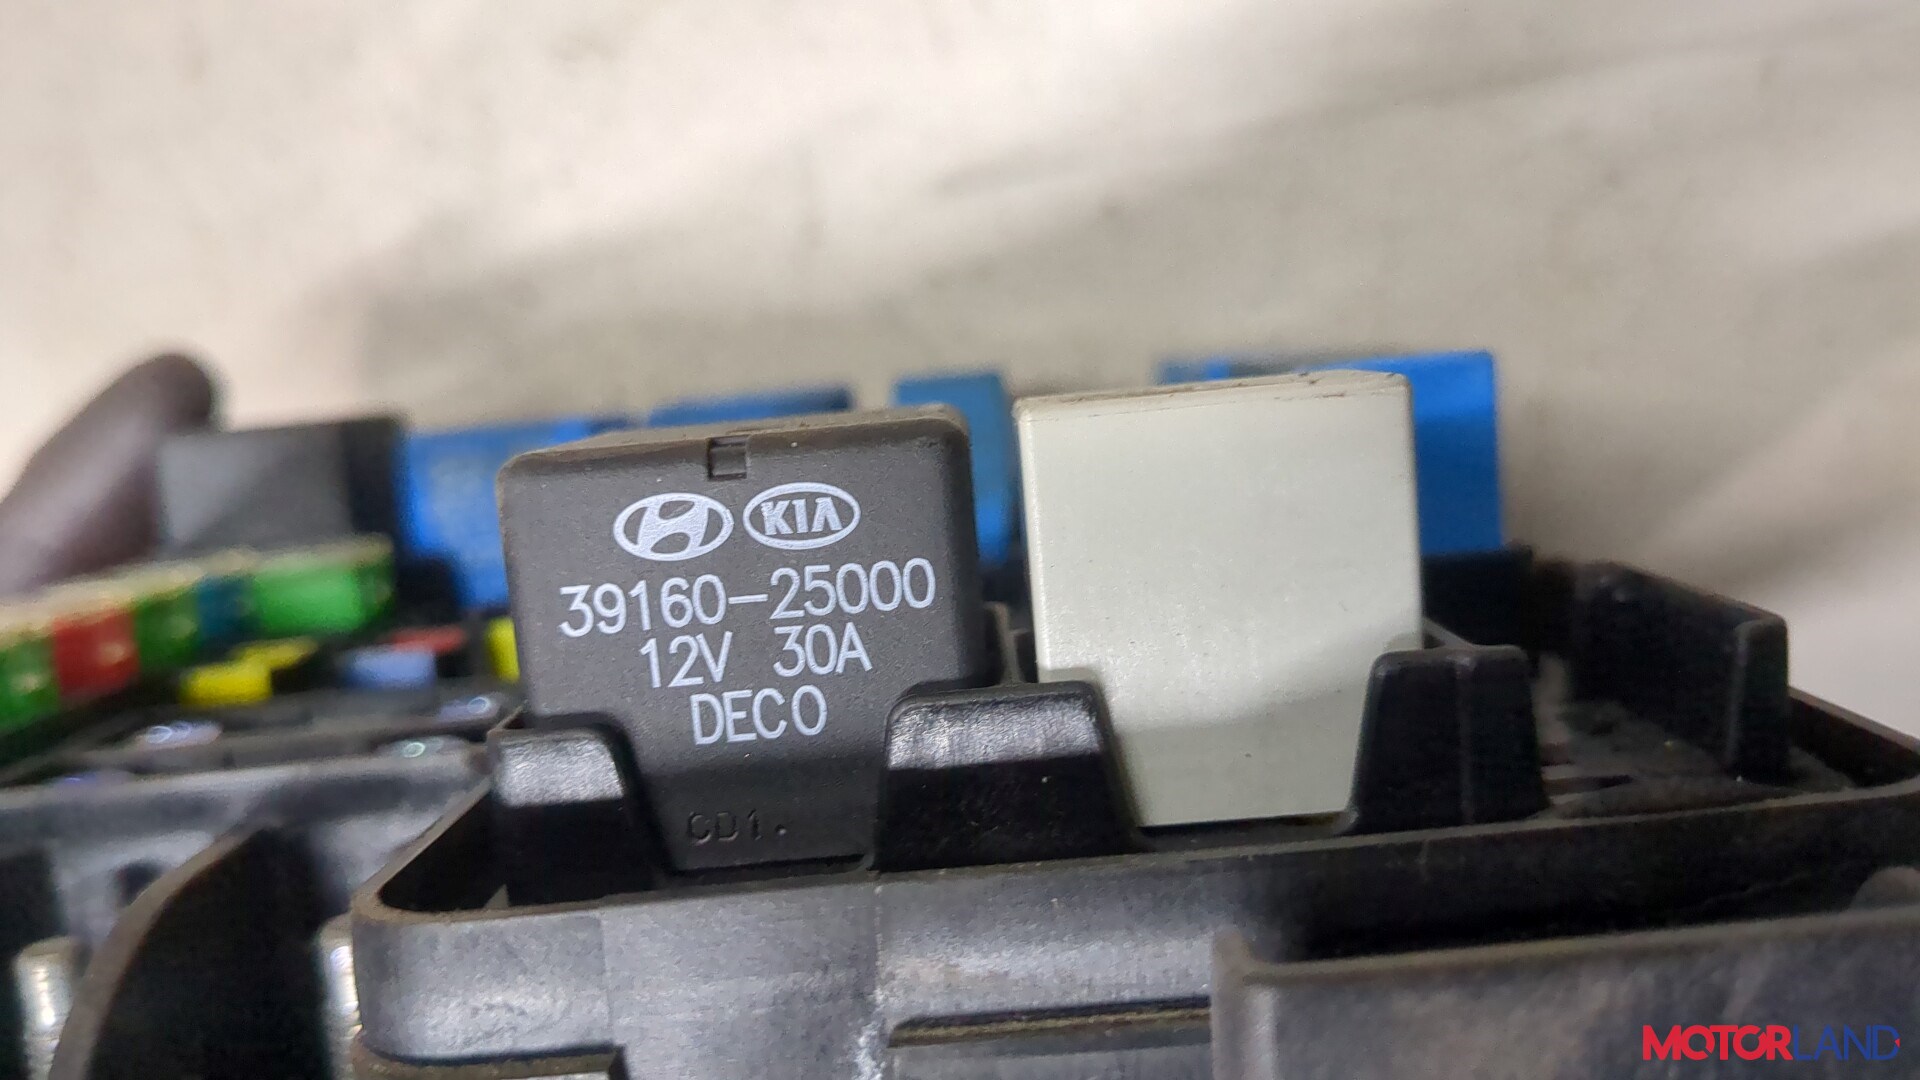 KIA
39160-25000
12V 30A
DECO
CD1.
MOTORLAND